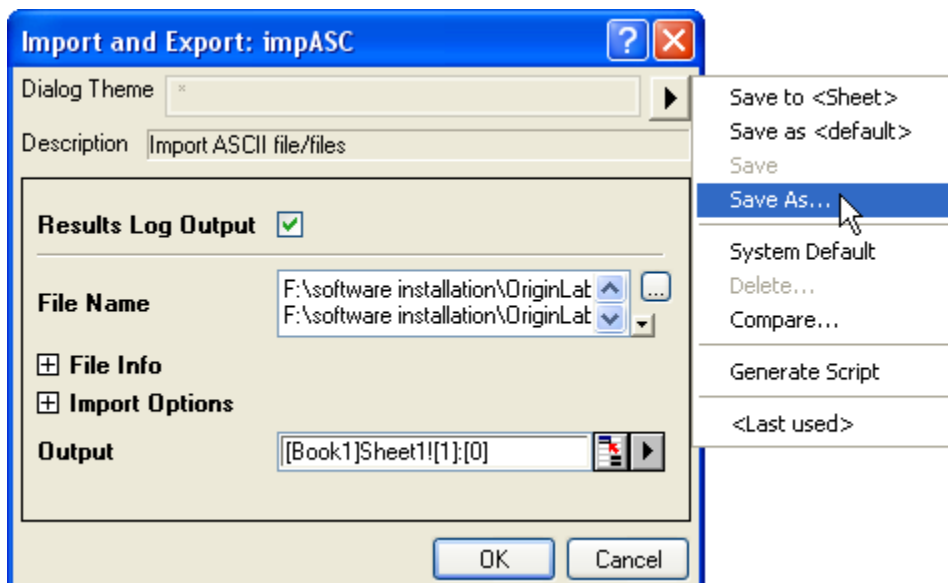 Import and Export: impASC
Dialog Theme *
Description Import ASCII file/files
Results Log Output
File Name
F:\software installation\OriginLab
F:\software installation\OriginLab
...
File Info
Import Options
Output [Book1]Sheet1![1]:[0]
OK Cancel
Save to <Sheet>
Save as <default>
Save
Save As...
System Default
Delete...
Compare...
Generate Script
<Last used>